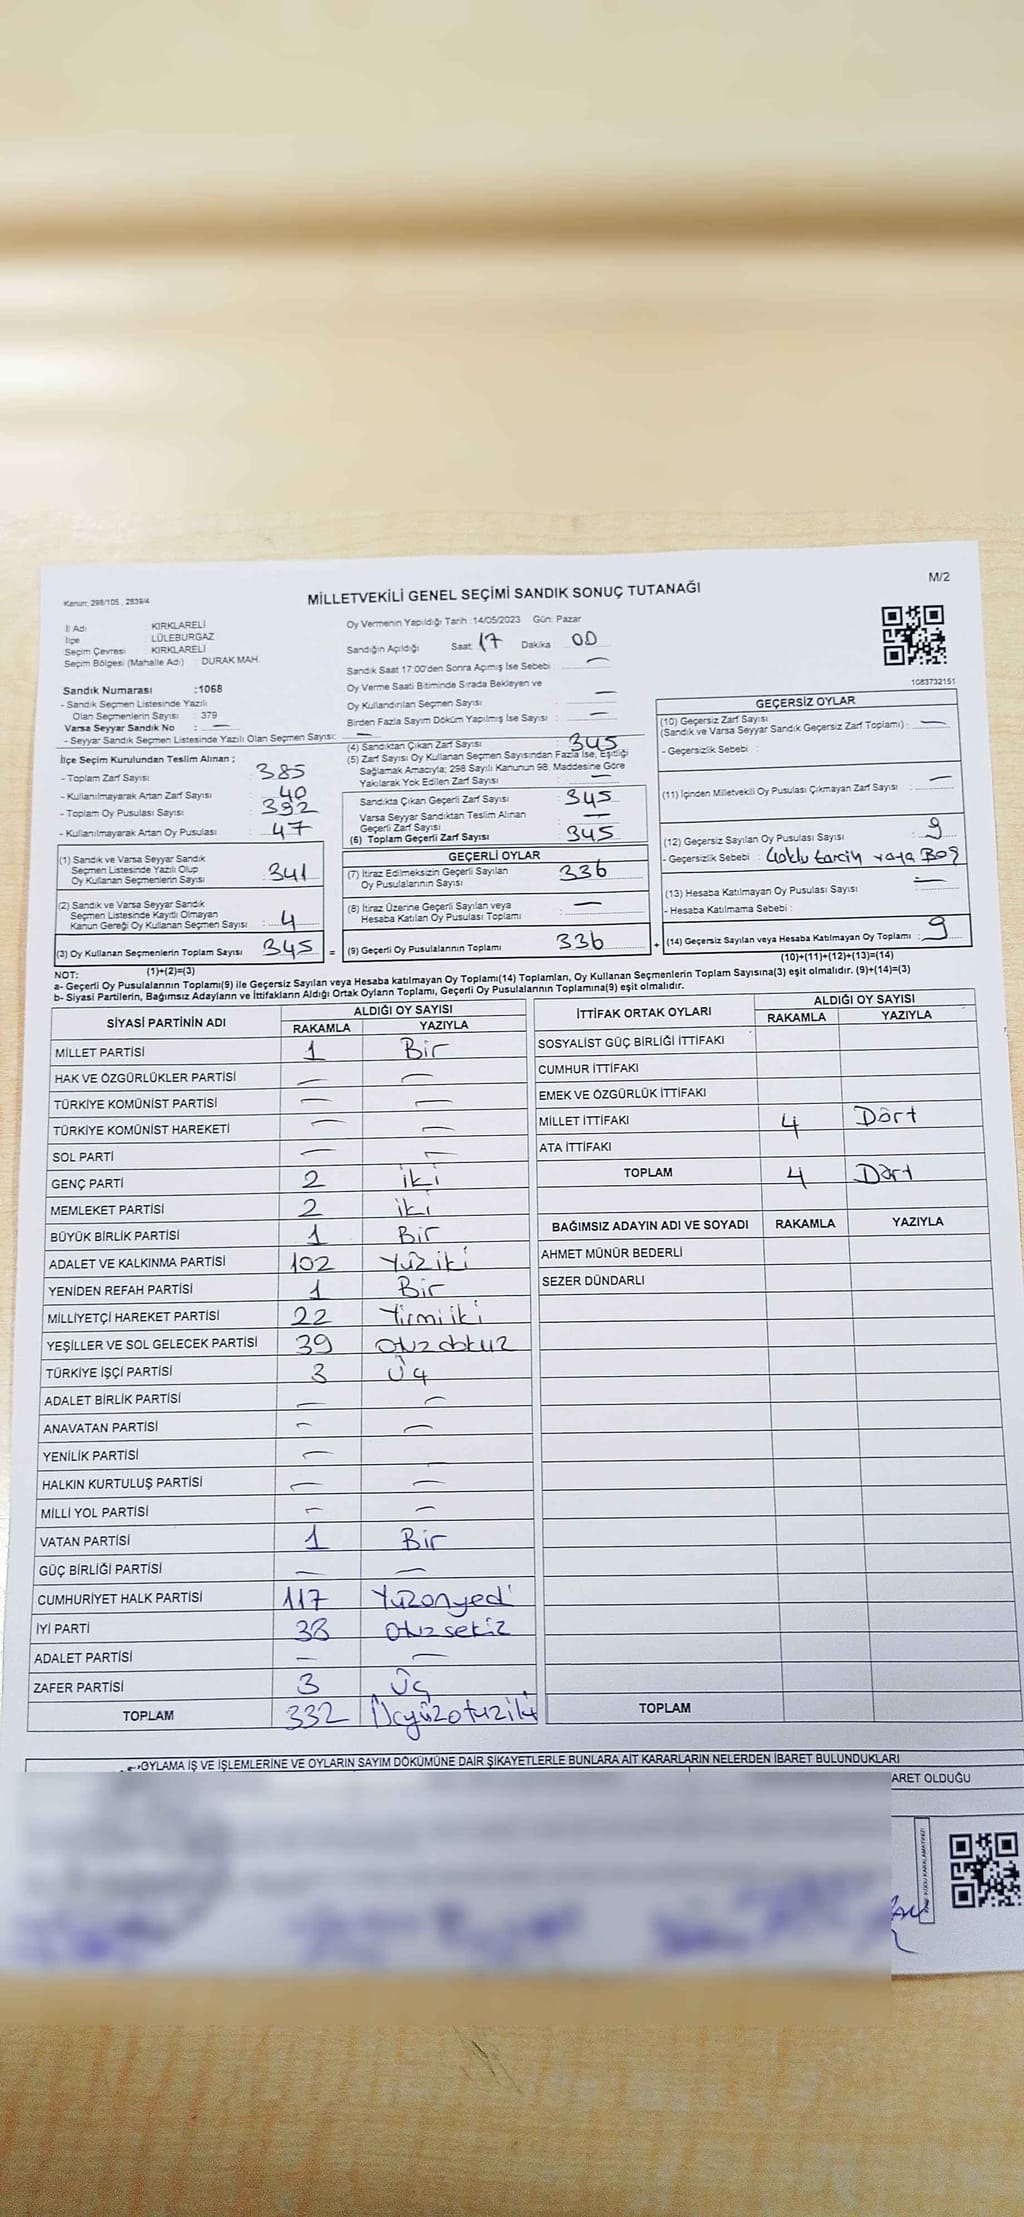 Kanun: 298/105 , 2839/4
MİLLETVEKİLİ GENEL SEÇİMİ SANDIK SONUÇ TUTANAĞI
M/2
İl Adı : KIRKLARELİ
İlçe : LÜLEBURGAZ
Seçim Çevresi : KIRKLARELİ
Seçim Bölgesi (Mahalle Adı) : DURAK MAH.
Oy Vermenin Yapıldığı Tarih :14/05/2023 Gün: Pazar
Sandığın Açıldığı Saat: 17 Dakika 00
Sandık Saat 17:00'den Sonra Açımış İse Sebebi : —
Oy Verme Saati Bitiminde Sırada Bekleyen ve
Oy Kullandırılan Seçmen Sayısı : —
Birden Fazla Sayım Döküm Yapılmış İse Sayısı : —
1083732151
Sandık Numarası :1068
- Sandık Seçmen Listesinde Yazılı
Olan Seçmenlerin Sayısı : 379
Varsa Seyyar Sandık No : —
- Seyyar Sandık Seçmen Listesinde Yazılı Olan Seçmen Sayısı: —
İlçe Seçim Kurulundan Teslim Alınan ;
- Toplam Zarf Sayısı : 385
- Kullanılmayarak Artan Zarf Sayısı : 40
- Toplam Oy Pusulası Sayısı : 392
- Kullanılmayarak Artan Oy Pusulası : 47
(1) Sandık ve Varsa Seyyar Sandık
Seçmen Listesinde Yazılı Olup
Oy Kullanan Seçmenlerin Sayısı : 341
(2) Sandık ve Varsa Seyyar Sandık
Seçmen Listesinde Kayıtlı Olmayan
Kanun Gereği Oy Kullanan Seçmen Sayısı : 4
(3) Oy Kullanan Seçmenlerin Toplam Sayısı : 345 =
(1)+(2)=(3)
(4) Sandıktan Çıkan Zarf Sayısı : 345
(5) Zarf Sayısı Oy Kullanan Seçmen Sayısından Fazla İse, Eşitliği
Sağlamak Amacıyla; 298 Sayılı Kanunun 98. Maddesine Göre
Yakılarak Yok Edilen Zarf Sayısı : —
Sandıkta Çıkan Geçerli Zarf Sayısı : 345
Varsa Seyyar Sandıktan Teslim Alınan
Geçerli Zarf Sayısı : —
(6) Toplam Geçerli Zarf Sayısı : 345
GEÇERLİ OYLAR
(7) İtiraz Edilmeksizin Geçerli Sayılan
Oy Pusulalarının Sayısı : 336
(8) İtiraz Üzerine Geçerli Sayılan veya
Hesaba Katılan Oy Pusulası Toplamı : —
(9) Geçerli Oy Pusulalarının Toplamı : 336 +
GEÇERSİZ OYLAR
(10) Geçersiz Zarf Sayısı
(Sandık ve Varsa Seyyar Sandık Geçersiz Zarf Toplamı) : —
- Geçersizlik Sebebi :
(11) İçinden Milletvekili Oy Pusulası Çıkmayan Zarf Sayısı : —
(12) Geçersiz Sayılan Oy Pusulası Sayısı : 9
- Geçersizlik Sebebi : Çoklu tercih veya Boş
(13) Hesaba Katılmayan Oy Pusulası Sayısı : —
- Hesaba Katılmama Sebebi :
(14) Geçersiz Sayılan veya Hesaba Katılmayan Oy Toplamı : 9
(10)+(11)+(12)+(13)=(14)
NOT:
a- Geçerli Oy Pusulalarının Toplamı(9) ile Geçersiz Sayılan veya Hesaba katılmayan Oy Toplamı(14) Toplamları, Oy Kullanan Seçmenlerin Toplam Sayısına(3) eşit olmalıdır. (9)+(14)=(3)
b- Siyasi Partilerin, Bağımsız Adayların ve İttifakların Aldığı Ortak Oyların Toplamı, Geçerli Oy Pusulalarının Toplamına(9) eşit olmalıdır.
SİYASİ PARTİNİN ADI ALDIĞI OY SAYISI
RAKAMLA YAZIYLA
MİLLET PARTİSİ 1 Bir
HAK VE ÖZGÜRLÜKLER PARTİSİ — —
TÜRKİYE KOMÜNİST PARTİSİ — —
TÜRKİYE KOMÜNİST HAREKETİ — —
SOL PARTİ — —
GENÇ PARTİ 2 iki
MEMLEKET PARTİSİ 2 iki
BÜYÜK BİRLİK PARTİSİ 1 Bir
ADALET VE KALKINMA PARTİSİ 102 Yüziki
YENİDEN REFAH PARTİSİ 1 Bir
MİLLİYETÇİ HAREKET PARTİSİ 22 Yirmiiki
YEŞİLLER VE SOL GELECEK PARTİSİ 39 Otuzdokuz
TÜRKİYE İŞÇİ PARTİSİ 3 Üç
ADALET BİRLİK PARTİSİ — —
ANAVATAN PARTİSİ — —
YENİLİK PARTİSİ — —
HALKIN KURTULUŞ PARTİSİ — —
MİLLİ YOL PARTİSİ — —
VATAN PARTİSİ 1 Bir
GÜÇ BİRLİĞİ PARTİSİ — —
CUMHURİYET HALK PARTİSİ 117 Yüzonyedi
İYİ PARTİ 38 Otuzsekiz
ADALET PARTİSİ — —
ZAFER PARTİSİ 3 Üç
TOPLAM 332 Üçyüzotuziki
İTTİFAK ORTAK OYLARI ALDIĞI OY SAYISI
RAKAMLA YAZIYLA
SOSYALİST GÜÇ BİRLİĞİ İTTİFAKI
CUMHUR İTTİFAKI
EMEK VE ÖZGÜRLÜK İTTİFAKI
MİLLET İTTİFAKI 4 Dört
ATA İTTİFAKI
TOPLAM 4 Dört
BAĞIMSIZ ADAYIN ADI VE SOYADI RAKAMLA YAZIYLA
AHMET MÜNÜR BEDERLİ
SEZER DÜNDARLI
TOPLAM
OYLAMA İŞ VE İŞLEMLERİNE VE OYLARIN SAYIM DÖKÜMÜNE DAİR ŞİKAYETLERLE BUNLARA AİT KARARLARIN NELERDEN İBARET BULUNDUKLARI
ARET OLDUĞU